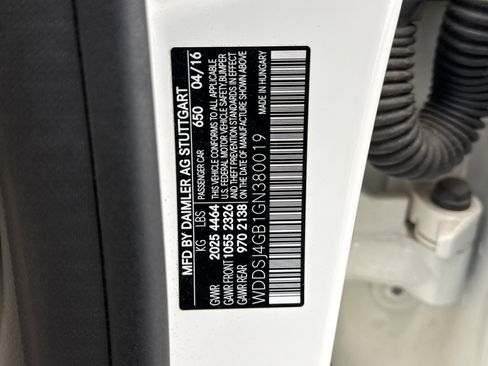 MFD BY DAIMLER AG STUTTGART
PASSENGER CAR 650 04/16
KG LBS
GVWR 2025 4464
GAWR FRONT 1055 2326
GAWR REAR 970 2138
THIS VEHICLE CONFORMS TO ALL APPLICABLE
U.S. FEDERAL MOTOR VEHICLE SAFETY, BUMPER
AND THEFT PREVENTION STANDARDS IN EFFECT
ON THE DATE OF MANUFACTURE SHOWN ABOVE
WDDSJ4GB1GN380019
MADE IN HUNGARY